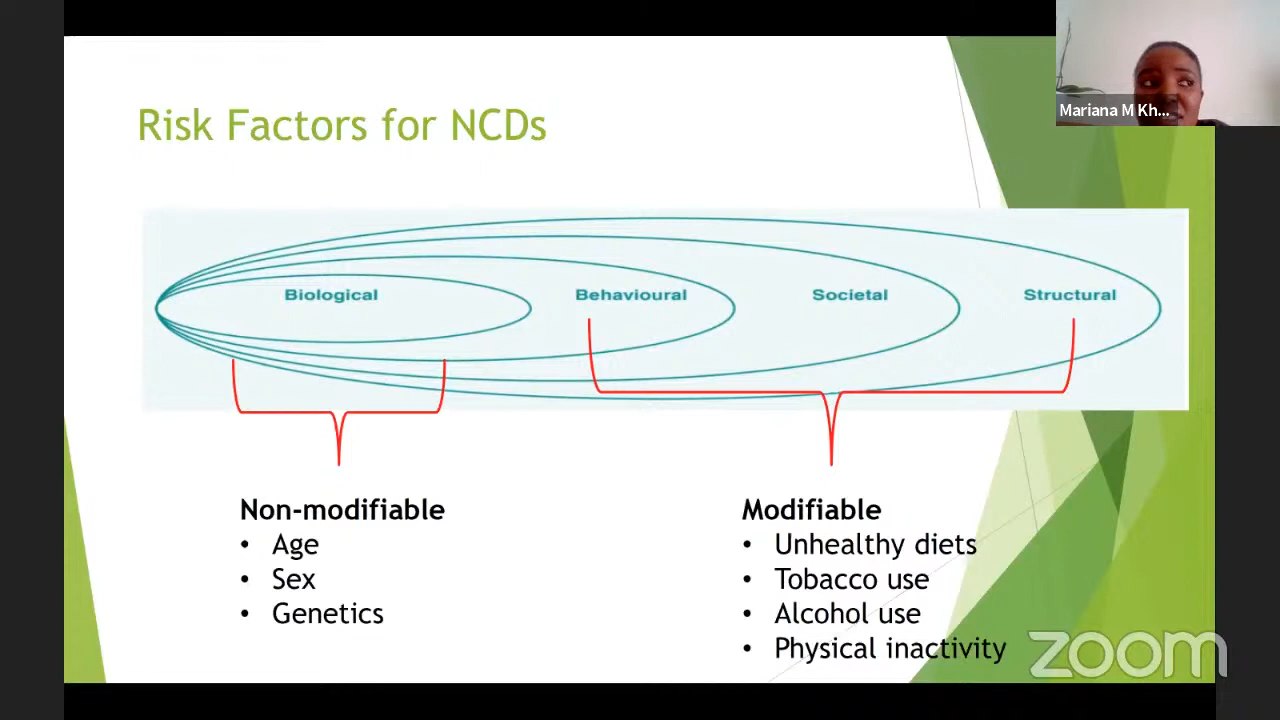 Mariana M Kh...
Risk Factors for NCDs
Biological
Behavioural
Societal
Structural
Non-modifiable
• Age
• Sex
• Genetics
Modifiable
• Unhealthy diets
• Tobacco use
• Alcohol use
• Physical inactivity
zoom